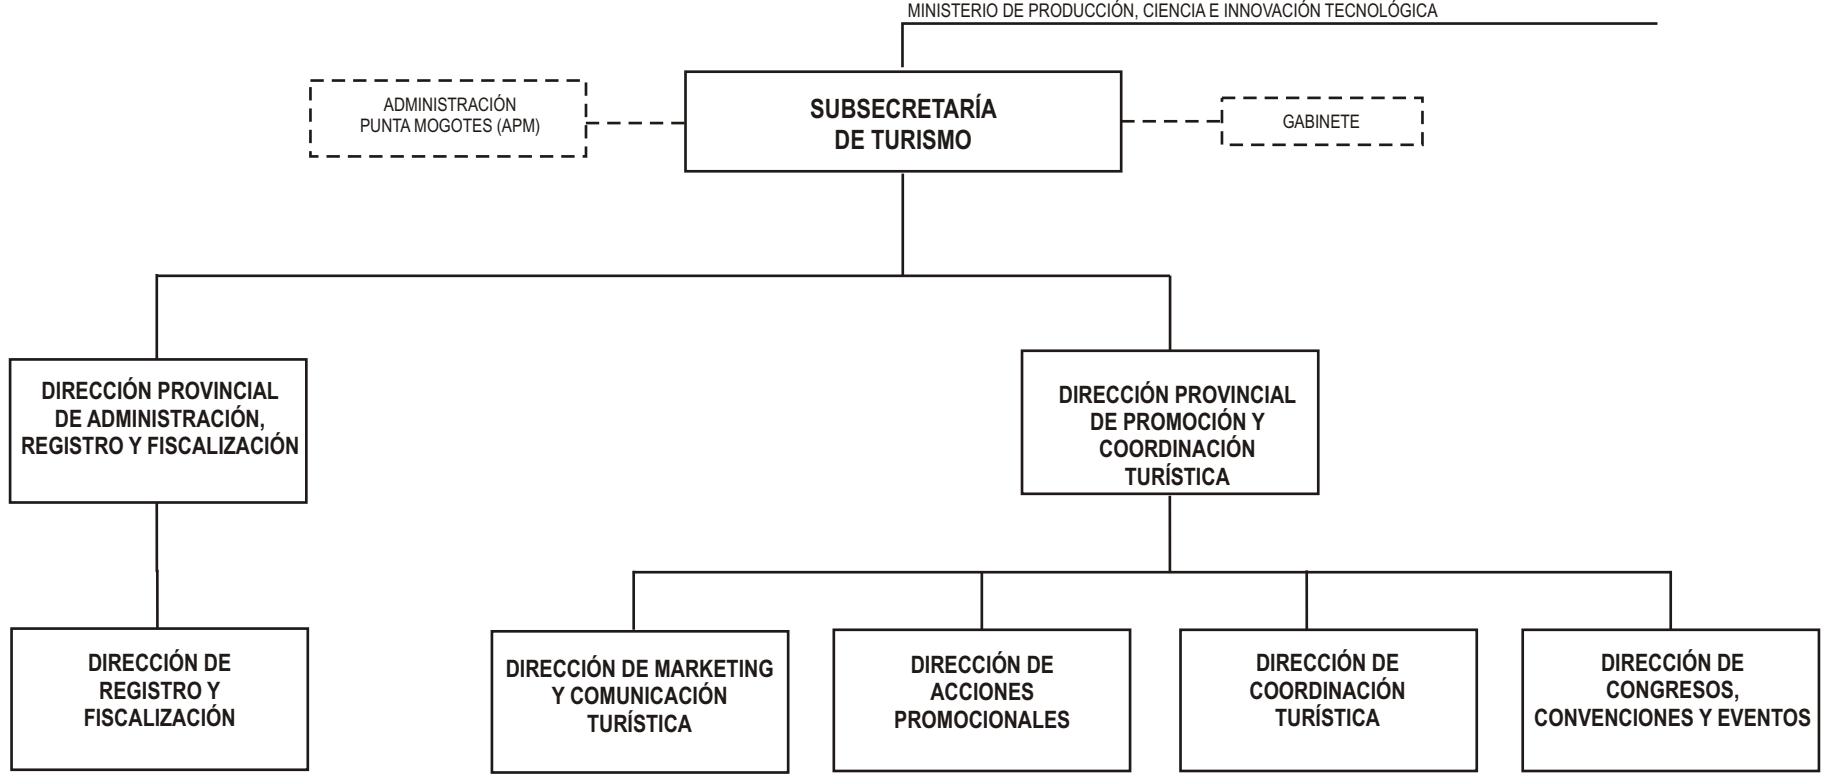 MINISTERIO DE PRODUCCIÓN, CIENCIA E INNOVACIÓN TECNOLÓGICA
ADMINISTRACIÓN
PUNTA MOGOTES (APM)
SUBSECRETARÍA
DE TURISMO
GABINETE
DIRECCIÓN PROVINCIAL
DE ADMINISTRACIÓN,
REGISTRO Y FISCALIZACIÓN
DIRECCIÓN PROVINCIAL
DE PROMOCIÓN Y
COORDINACIÓN
TURÍSTICA
DIRECCIÓN DE
REGISTRO Y
FISCALIZACIÓN
DIRECCIÓN DE MARKETING
Y COMUNICACIÓN
TURÍSTICA
DIRECCIÓN DE
ACCIONES
PROMOCIONALES
DIRECCIÓN DE
COORDINACIÓN
TURÍSTICA
DIRECCIÓN DE
CONGRESOS,
CONVENCIONES Y EVENTOS